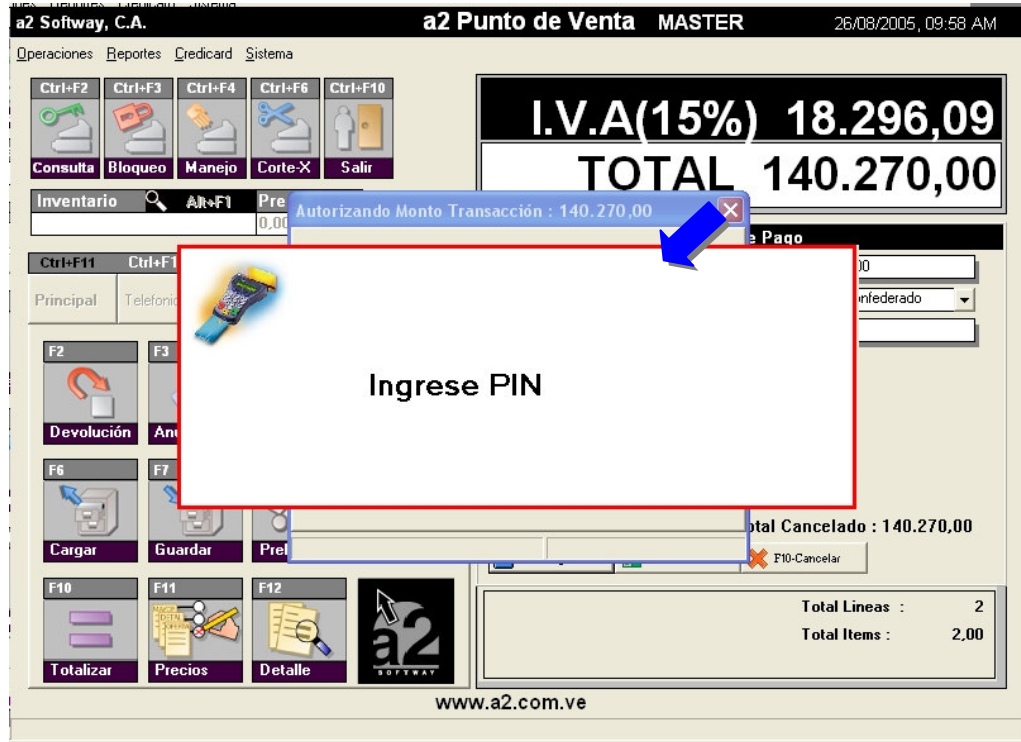 a2 Softway, C.A. a2 Punto de Venta MASTER 26/08/2005, 09:58 AM
Operaciones Reportes Credicard Sistema
Ctrl+F2 Ctrl+F3 Ctrl+F4 Ctrl+F6 Ctrl+F10
Consulta Bloqueo Manejo Corte-X Salir
I.V.A(15%) 18.296,09
TOTAL 140.270,00
Inventario Alt+F1
Autorizando Monto Transacción : 140.270,00
Pago
Ctrl+F11
Principal
Ingrese PIN
F2 F3
Devolución
F6 F7
Cargar Guardar
Cancelado : 140.270,00
F10-Cancelar
F10 F11 F12
Totalizar Precios Detalle
a2
SOFTWAY
Total Lineas : 2
Total Items : 2,00
www.a2.com.ve